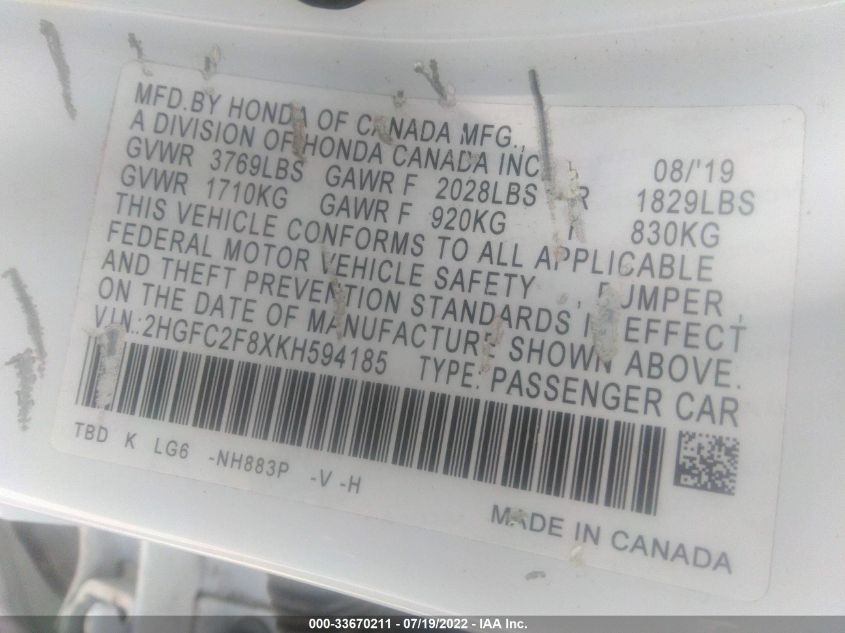 MFD.BY HONDA OF CANADA MFG.,
A DIVISION OF HONDA CANADA INC. 08/'19
GVWR 3769LBS GAWR F 2028LBS R 1829LBS
GVWR 1710KG GAWR F 920KG 830KG
THIS VEHICLE CONFORMS TO ALL APPLICABLE
FEDERAL MOTOR VEHICLE SAFETY, BUMPER,
AND THEFT PREVENTION STANDARDS IN EFFECT
ON THE DATE OF MANUFACTURE SHOWN ABOVE.
VIN.:2HGFC2F8XKH594185 TYPE: PASSENGER CAR
TBD K LG6 -NH883P -V -H
MADE IN CANADA
000-33670211 - 07/19/2022 - IAA Inc.